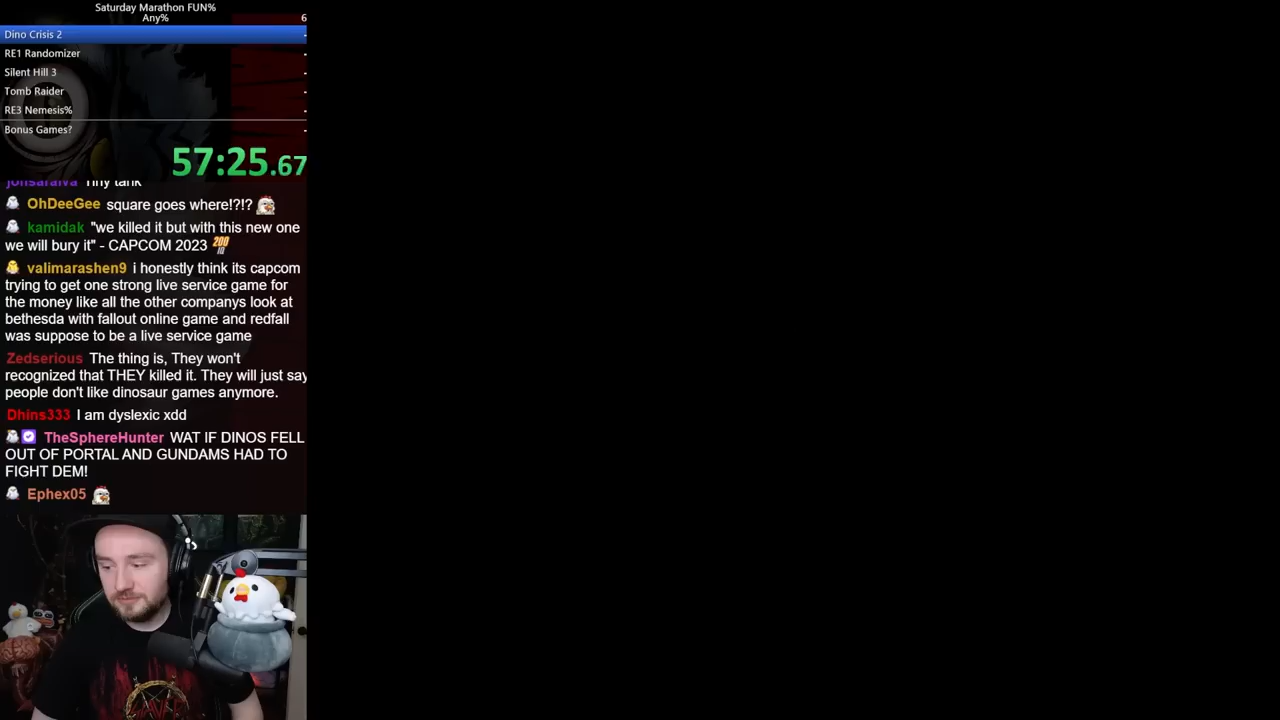 Saturday Marathon FUN%
Any%
6
Dino Crisis 2 -
RE1 Randomizer -
Silent Hill 3 -
Tomb Raider -
RE3 Nemesis% -
Bonus Games? -
57:25.67
jonsaraiva Tiny tank
OhDeeGee square goes where!?!?
kamidak "we killed it but with this new one
we will bury it" - CAPCOM 2023 200 IQ
valimarashen9 i honestly think its capcom
trying to get one strong live service game for
the money like all the other companys look at
bethesda with fallout online game and redfall
was suppose to be a live service game
Zedserious The thing is, They won't
recognized that THEY killed it. They will just say
people don't like dinosaur games anymore.
Dhins333 I am dyslexic xdd
TheSphereHunter WAT IF DINOS FELL
OUT OF PORTAL AND GUNDAMS HAD TO
FIGHT DEM!
Ephex05
SLAYER